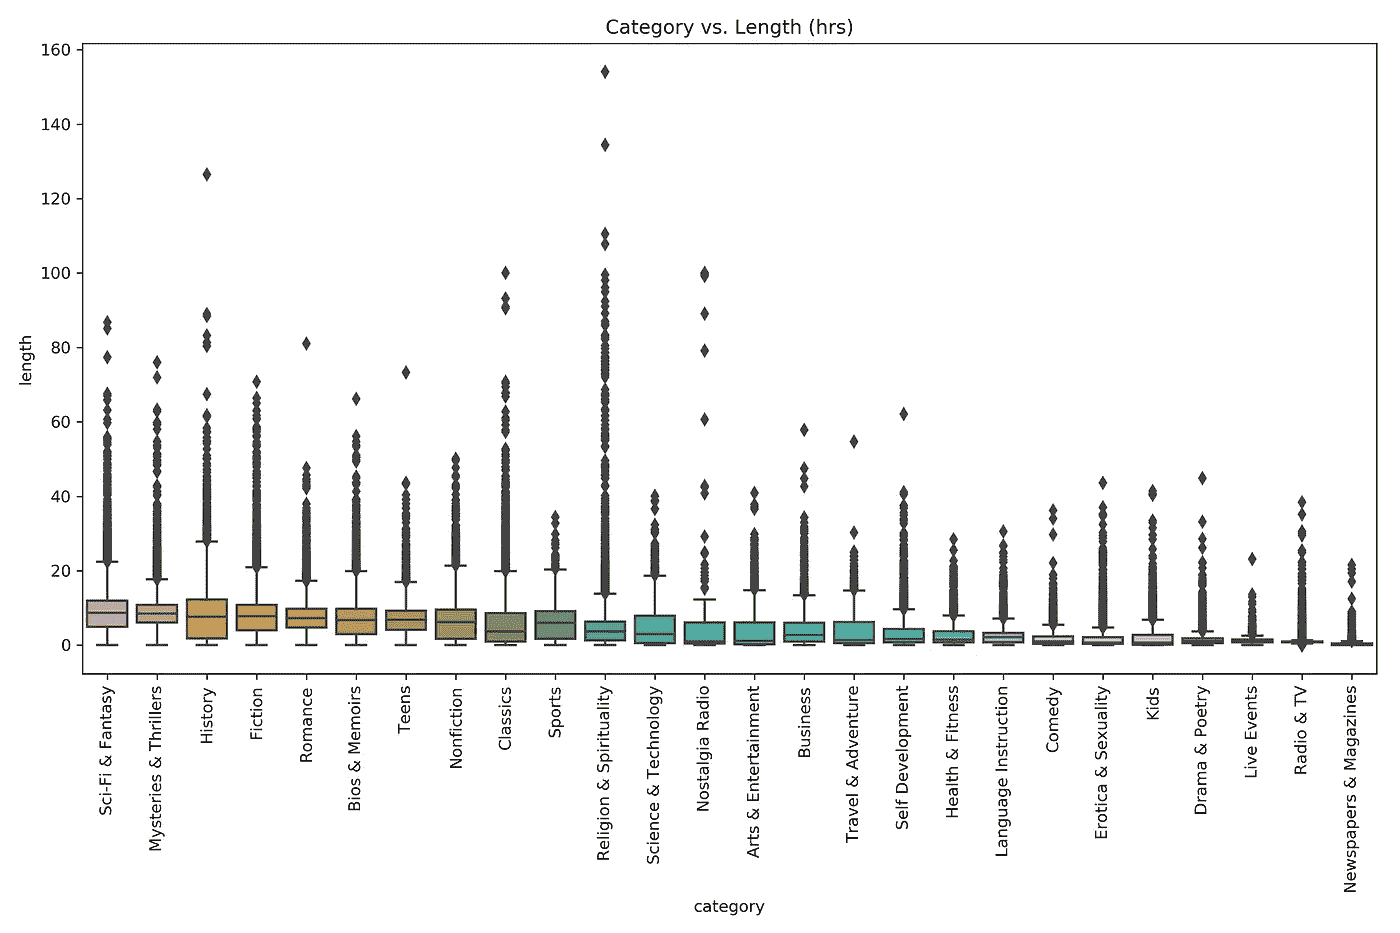 Category vs. Length (hrs)
160
140
120
100
80
60
40
20
0
length
Sci-Fi & Fantasy
Mysteries & Thrillers
History
Fiction
Romance
Bios & Memoirs
Teens
Nonfiction
Classics
Sports
Religion & Spirituality
Science & Technology
Nostalgia Radio
Arts & Entertainment
Business
Travel & Adventure
Self Development
Health & Fitness
Language Instruction
Comedy
Erotica & Sexuality
Kids
Drama & Poetry
Live Events
Radio & TV
Newspapers & Magazines
category